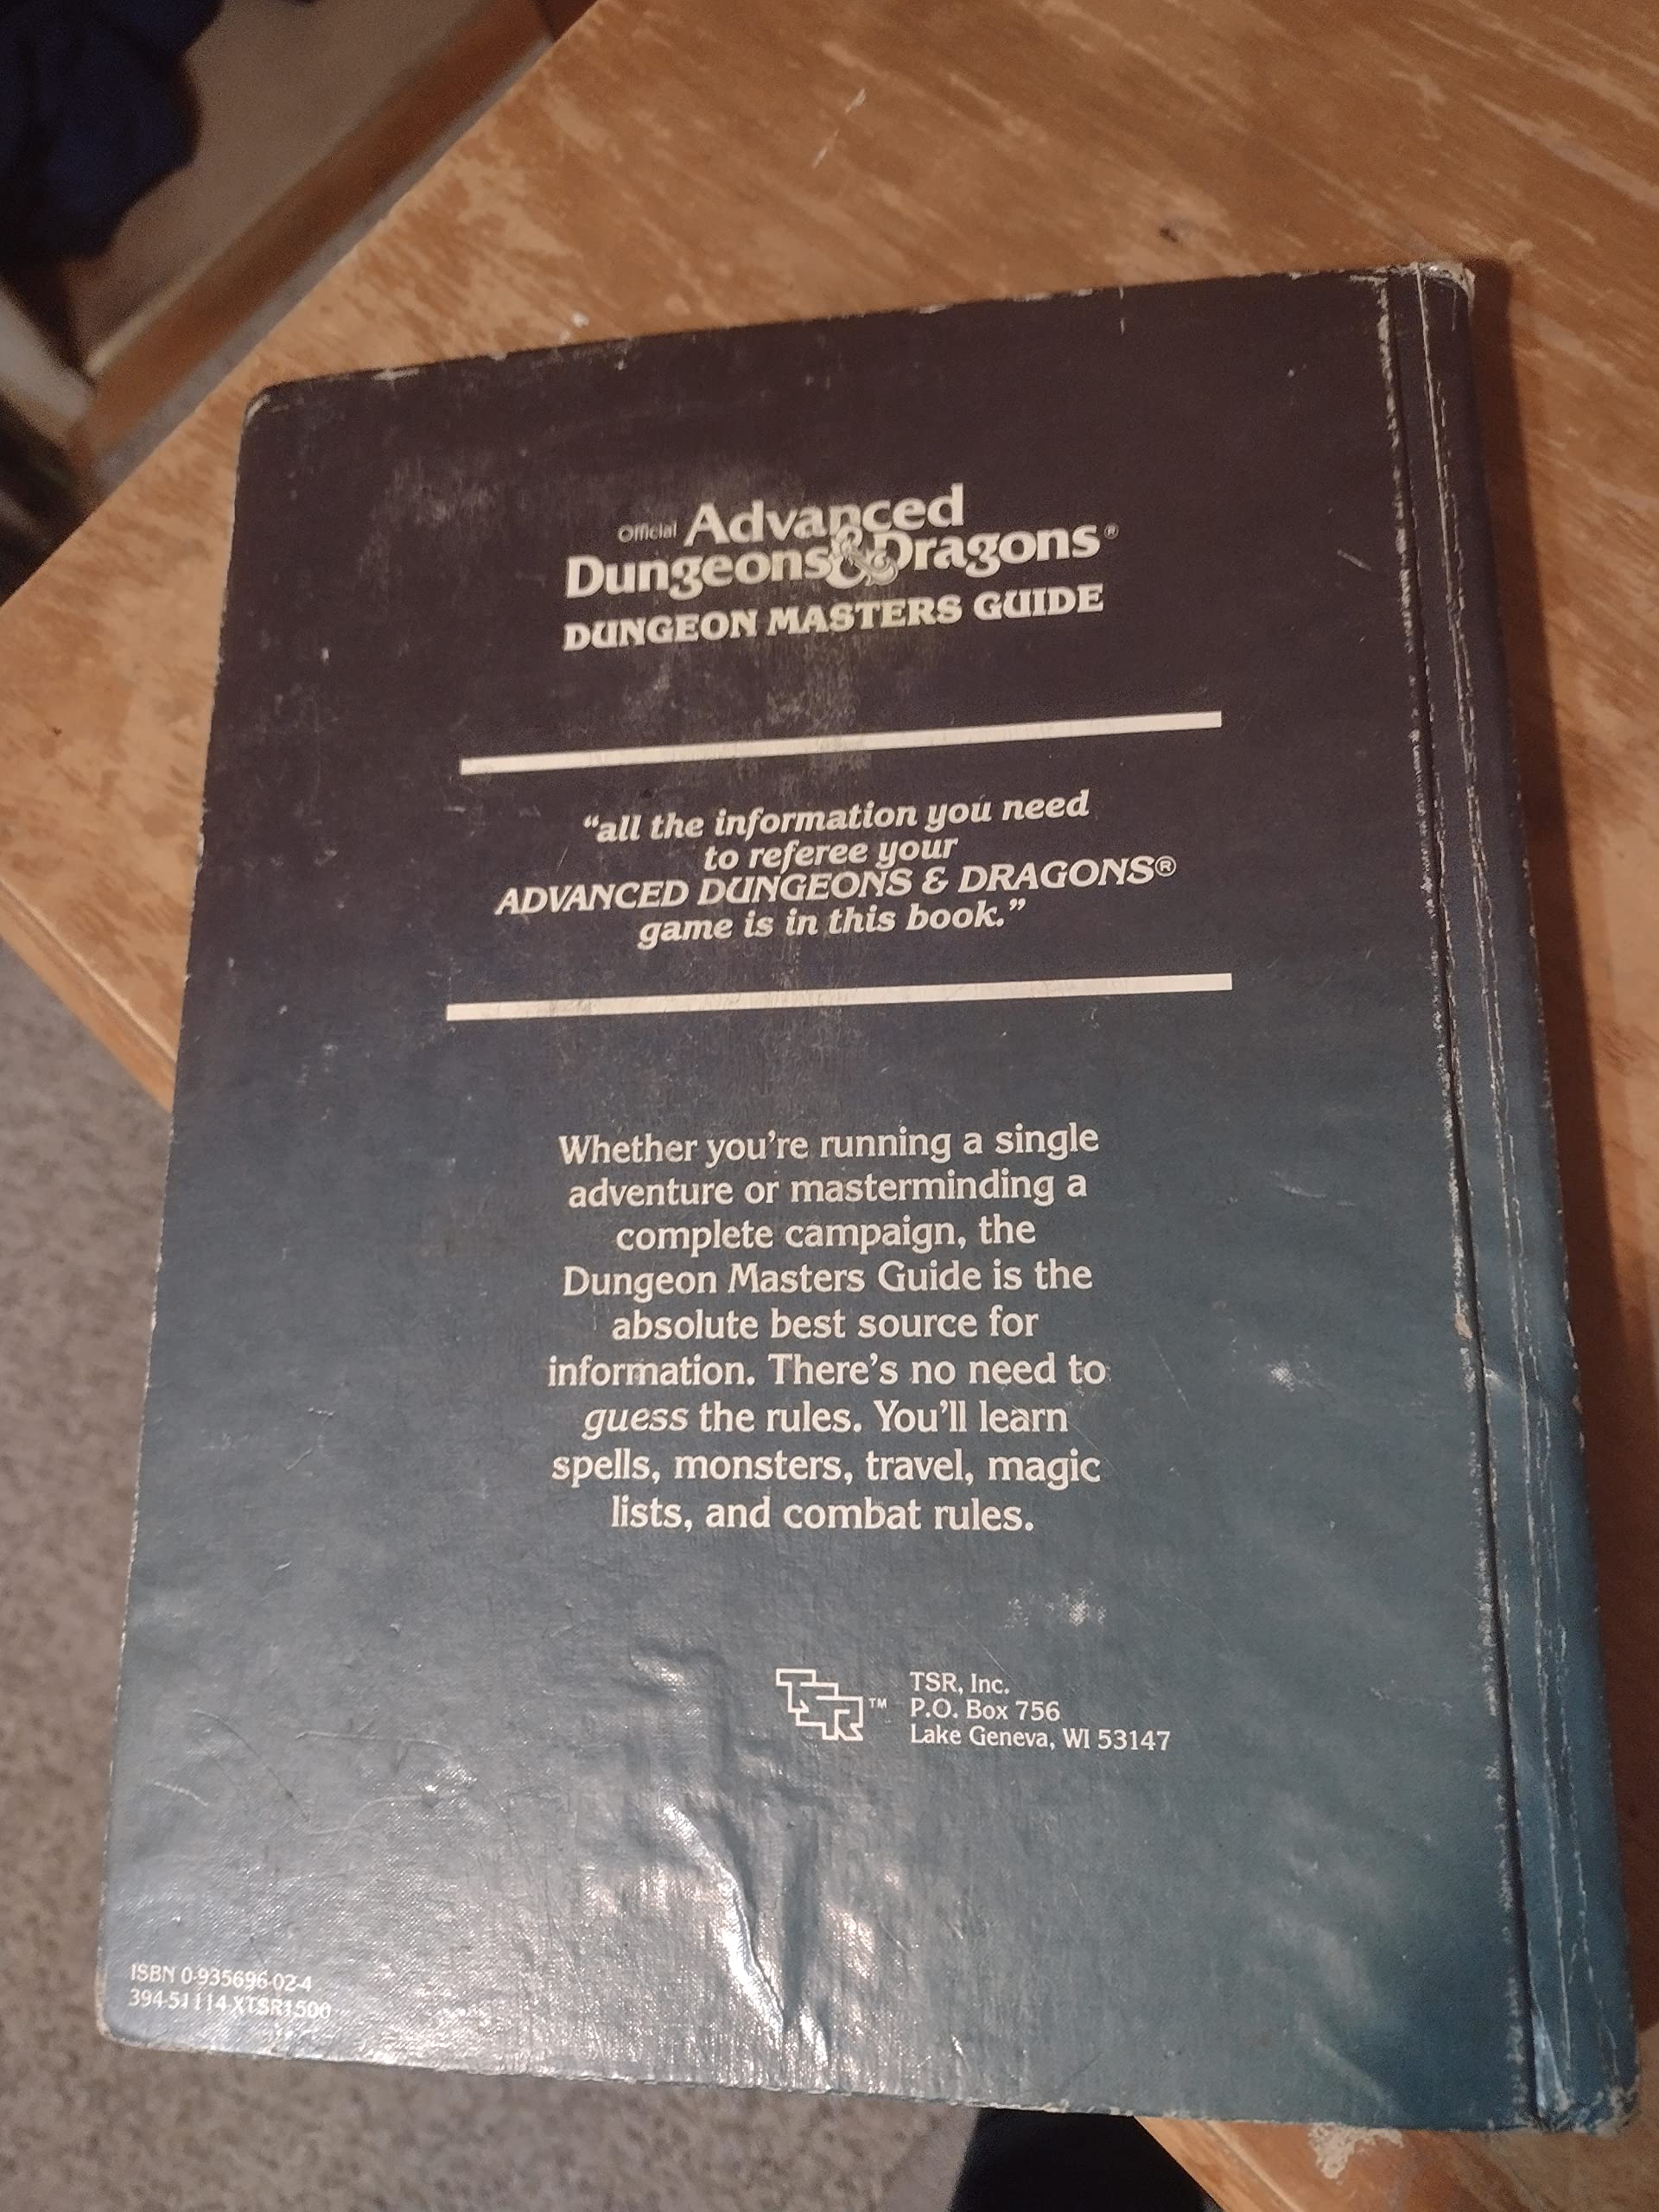 Official Advanced
Dungeons & Dragons®
DUNGEON MASTERS GUIDE
“all the information you need
to referee your
ADVANCED DUNGEONS & DRAGONS®
game is in this book.”
Whether you’re running a single
adventure or masterminding a
complete campaign, the
Dungeon Masters Guide is the
absolute best source for
information. There’s no need to
guess the rules. You’ll learn
spells, monsters, travel, magic
lists, and combat rules.
TSR™
TSR, Inc.
P.O. Box 756
Lake Geneva, WI 53147
ISBN 0-935696-02-4
394-51114-XTSR1500